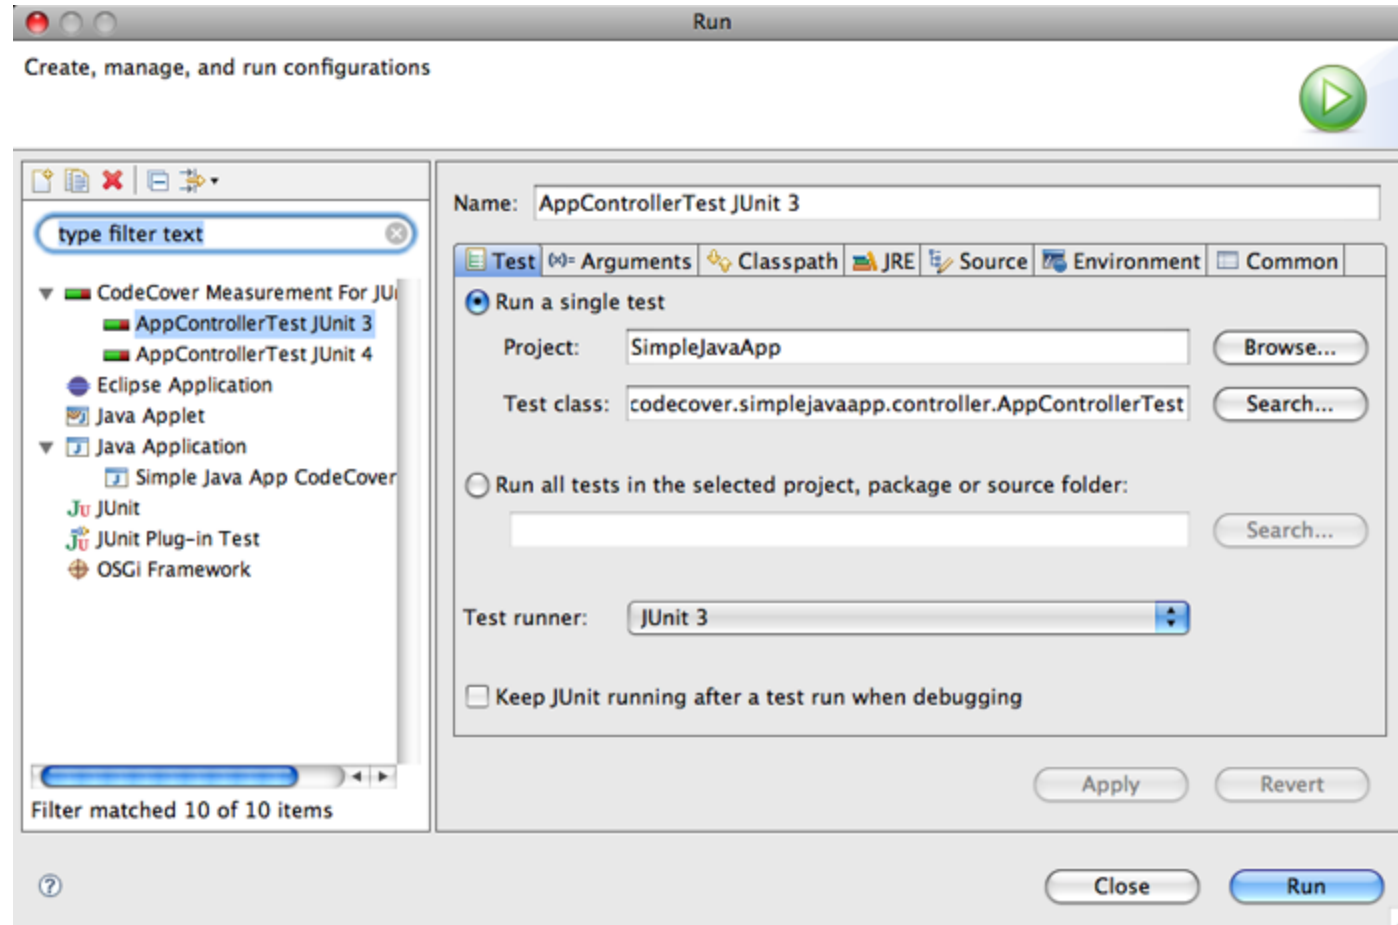 Run
Create, manage, and run configurations
type filter text
CodeCover Measurement For JU
AppControllerTest JUnit 3
AppControllerTest JUnit 4
Eclipse Application
Java Applet
Java Application
Simple Java App CodeCover
JUnit
JUnit Plug-in Test
OSGi Framework
Filter matched 10 of 10 items
Name: AppControllerTest JUnit 3
Test (x)= Arguments Classpath JRE Source Environment Common
Run a single test
Project: SimpleJavaApp Browse...
Test class: codecover.simplejavaapp.controller.AppControllerTest Search...
Run all tests in the selected project, package or source folder:
Search...
Test runner: JUnit 3
Keep JUnit running after a test run when debugging
Apply Revert
? Close Run